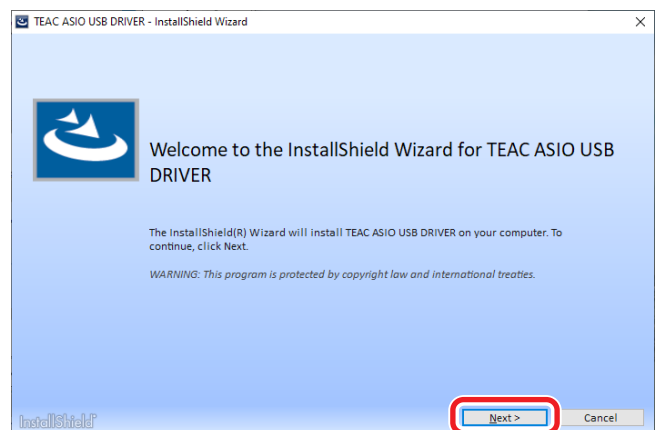 TEAC ASIO USB DRIVER - InstallShield Wizard
Welcome to the InstallShield Wizard for TEAC ASIO USB
DRIVER
The InstallShield(R) Wizard will install TEAC ASIO USB DRIVER on your computer. To
continue, click Next.
WARNING: This program is protected by copyright law and international treaties.
InstallShield
Next > Cancel